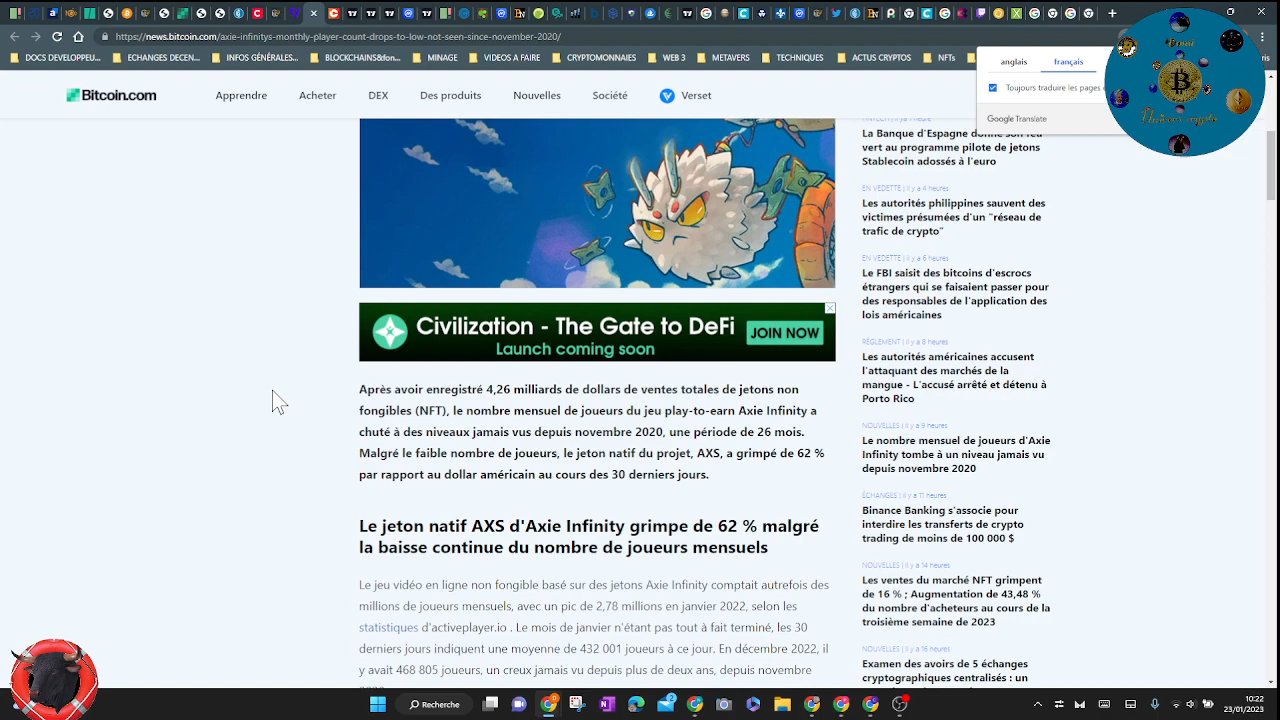 https://news.bitcoin.com/axie-infinitys-monthly-player-count-drops-to-low-not-seen-since-november-2020/
DOCS DEVELOPPEU...
ECHANGES DECEN...
INFOS GÉNÉRALES...
BLOCKCHAINS&fon...
MINAGE
VIDEOS A FAIRE
CRYPTOMONNAIES
WEB 3
METAVERS
TECHNIQUES
ACTUS CRYPTOS
NFTs
anglais
français
Toujours traduire les pages
Google Translate
Bitcoin.com
Apprendre
Acheter
DEX
Des produits
Nouvelles
Société
Verset
Civilization - The Gate to DeFi
Launch coming soon
JOIN NOW
Après avoir enregistré 4,26 milliards de dollars de ventes totales de jetons non
fongibles (NFT), le nombre mensuel de joueurs du jeu play-to-earn Axie Infinity a
chuté à des niveaux jamais vus depuis novembre 2020, une période de 26 mois.
Malgré le faible nombre de joueurs, le jeton natif du projet, AXS, a grimpé de 62 %
par rapport au dollar américain au cours des 30 derniers jours.
Le jeton natif AXS d'Axie Infinity grimpe de 62 % malgré
la baisse continue du nombre de joueurs mensuels
Le jeu vidéo en ligne non fongible basé sur des jetons Axie Infinity comptait autrefois des
millions de joueurs mensuels, avec un pic de 2,78 millions en janvier 2022, selon les
statistiques d'activeplayer.io . Le mois de janvier n'étant pas tout à fait terminé, les 30
derniers jours indiquent une moyenne de 432 001 joueurs par jour. En décembre 2022, il
y avait 468 805 joueurs, des creux jamais vus depuis plus de deux ans, depuis novembre
La Banque d'Espagne donne son feu
vert au programme pilote de jetons
Stablecoin adossés à l'euro
EN VEDETTE | il y a 4 heures
Les autorités philippines sauvent des
victimes présumées d'un "réseau de
trafic de crypto"
EN VEDETTE | il y a 6 heures
Le FBI saisit des bitcoins d'escrocs
étrangers qui se faisaient passer pour
des responsables de l'application des
lois américaines
RÈGLEMENT | il y a 8 heures
Les autorités américaines accusent
l'attaquant des marchés de la
mangue - L'accusé arrêté et détenu à
Porto Rico
NOUVELLES | il y a 9 heures
Le nombre mensuel de joueurs d'Axie
Infinity tombe à un niveau jamais vu
depuis novembre 2020
ÉCHANGES | il y a 11 heures
Binance Banking s'associe pour
interdire les transferts de crypto
trading de moins de 100 000 $
NOUVELLES | il y a 14 heures
Les ventes du marché NFT grimpent
de 16 % ; Augmentation de 43,48 %
du nombre d'acheteurs au cours de la
troisième semaine de 2023
NOUVELLES | il y a 16 heures
Examen des avoirs de 5 échanges
cryptographiques centralisés : un
Recherche
10:22
23/01/2023